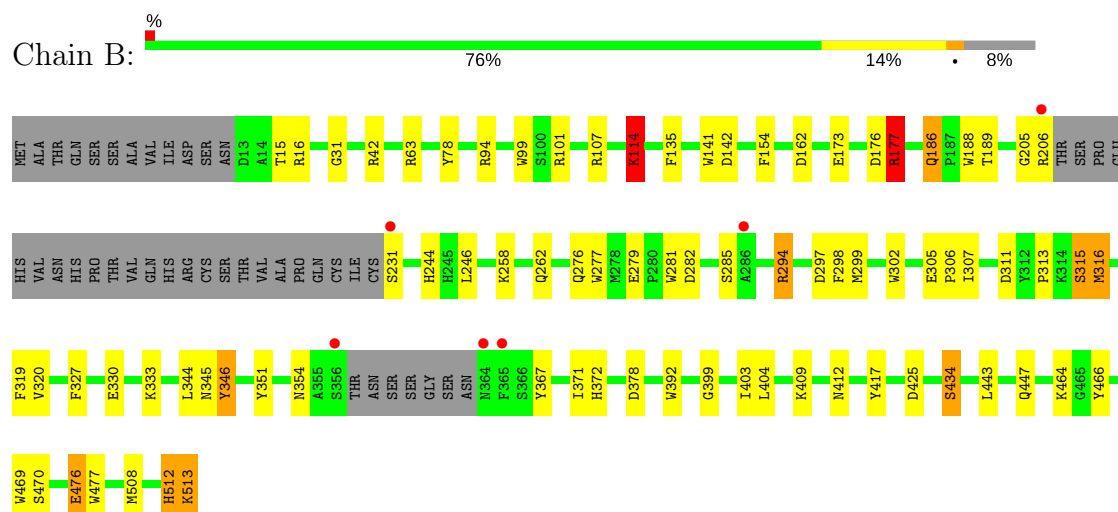 %
Chain B:
76% 14% • 8%
MET ALA THR GLN SER SER ALA VAL ILE ASP SER ASN D13 A14 T15 R16 G31 R42 R63 Y78 R94 W99 S100 R101 R107 K114 F135 W141 D142 F154 D162 E173 D176 R177 Q186 P187 W188 T189 G205 R206 THR SER PRO GLU
HIS VAL ASN HIS PRO THR VAL GLN HIS ARG CYS SER THR VAL ALA PRO GLN CYS ILE CYS S231 H244 H245 L246 K258 Q262 Q276 W277 M278 E279 P280 W281 D282 S285 A286 R294 D297 F298 M299 W302 E305 P306 I307 D311 Y312 P313 K314 S315 M316
F319 V320 F327 E330 K333 L344 N345 Y346 Y351 N354 A355 S356 THR ASN SER SER GLY SER ASN N364 F365 S366 Y367 I371 H372 D378 W392 G399 I403 L404 K409 N412 Y417 D425 S434 L443 Q447 K464 G465 Y466
W469 S470 E476 W477 M508 H512 K513